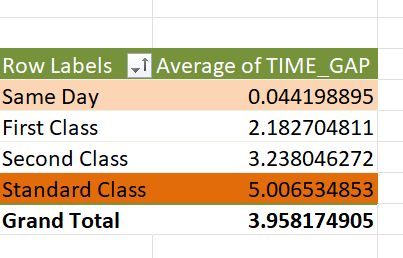 Row Labels Average of TIME_GAP
Same Day 0.044198895
First Class 2.182704811
Second Class 3.238046272
Standard Class 5.006534853
Grand Total 3.958174905